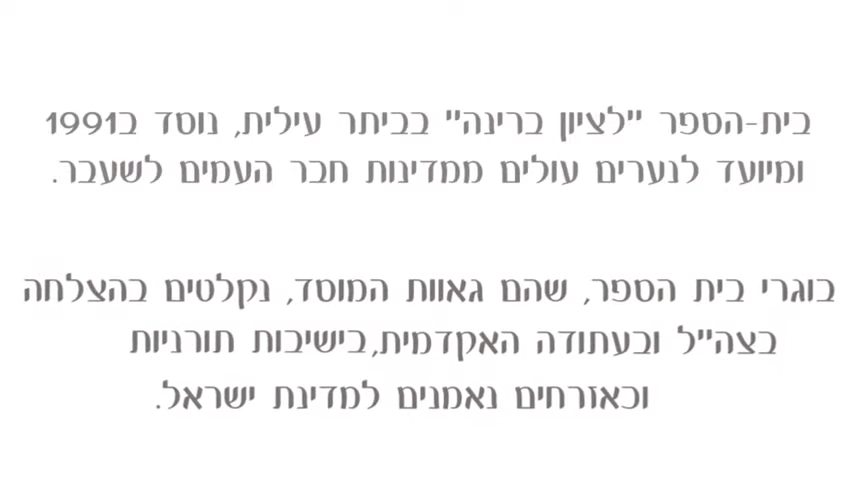 בית-הספר "לציון ברינה" בביתר עילית, נוסד ב1991
ומיועד לנערים עולים ממדינות חבר העמים לשעבר.
בוגרי בית הספר, שהם גאוות המוסד, נקלטים בהצלחה
בצה"ל ובעתודה האקדמית,בישיבות תורניות
וכאזרחים נאמנים למדינת ישראל.